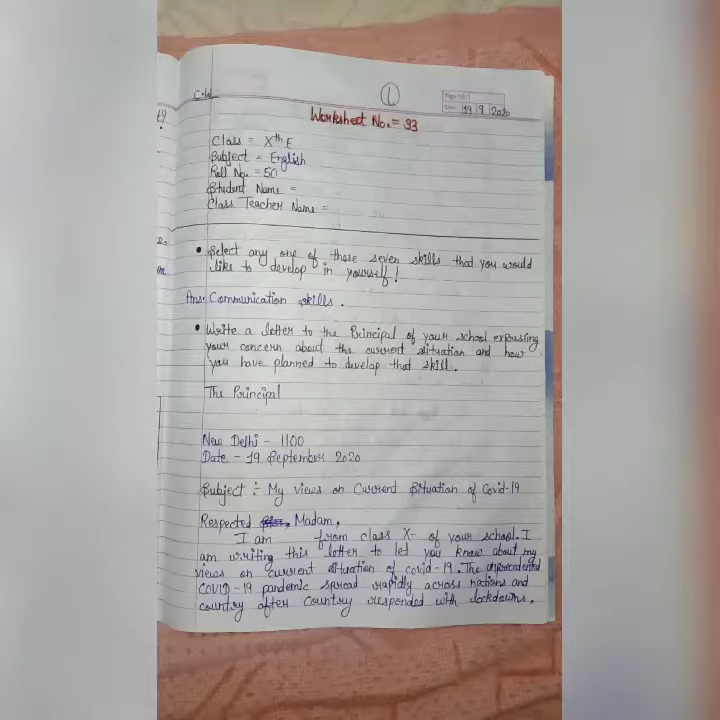 C.W
1
Page No.:
Date: 19 9 2020
Worksheet No. = 93
Class = Xth E
Subject = English
Roll No. = 50
Student Name =
Class Teacher Name =
• Select any one of those seven skills that you would
like to develop in yourself!
Ans: Communication skills.
• Write a letter to the Principal of your school expressing
your concern about the current situation and how
you have planned to develop that skill.
The Principal
New Delhi - 1100
Date - 19 September 2020
Subject :- My views on Current Situation of Covid-19
Respected Madam,
I am from class X- of your school. I
am writing this letter to let you know about my
views on current situation of covid-19. The unprecedented
COVID-19 pandemic spread rapidly across nations and
country after country responded with lockdowns.